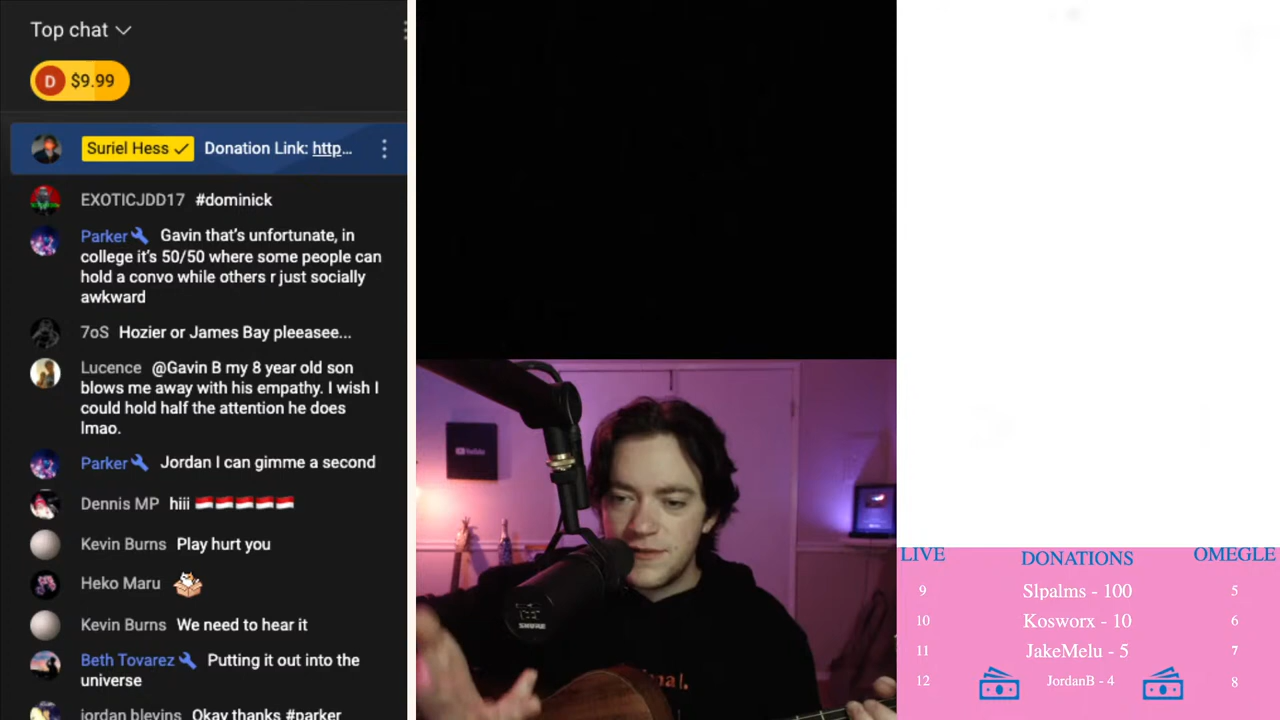 Top chat
D $9.99
Suriel Hess Donation Link: http...
EXOTICJDD17 #dominick
Parker Gavin that's unfortunate, in
college it's 50/50 where some people can
hold a convo while others r just socially
awkward
7oS Hozier or James Bay pleeasee...
Lucence @Gavin B my 8 year old son
blows me away with his empathy. I wish I
could hold half the attention he does
lmao.
Parker Jordan I can gimme a second
Dennis MP hiii 🇮🇩🇮🇩🇮🇩🇮🇩🇮🇩
Kevin Burns Play hurt you
Heko Maru
Kevin Burns We need to hear it
Beth Tovarez Putting it out into the
universe
jordan blevins Okay thanks #parker
YouTube
SHURE
LIVE DONATIONS OMEGLE
9 Slpalms - 100 5
10 Kosworx - 10 6
11 JakeMelu - 5 7
12 JordanB - 4 8